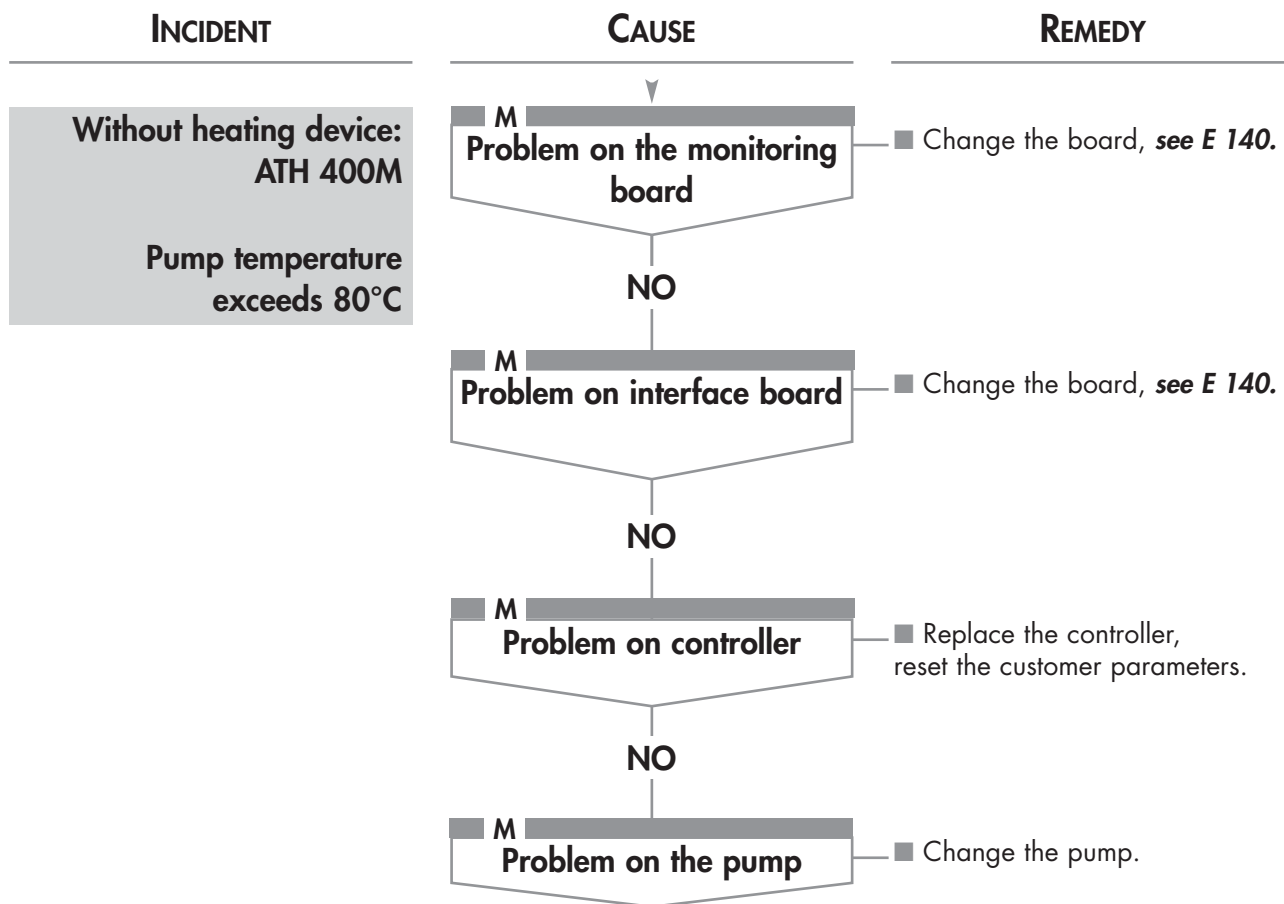 INCIDENT
CAUSE
REMEDY
Without heating device:
ATH 400M
Pump temperature
exceeds 80°C
M
Problem on the monitoring
board
■ Change the board, see E 140.
NO
M
Problem on interface board
■ Change the board, see E 140.
NO
M
Problem on controller
■ Replace the controller,
reset the customer parameters.
NO
M
Problem on the pump
■ Change the pump.